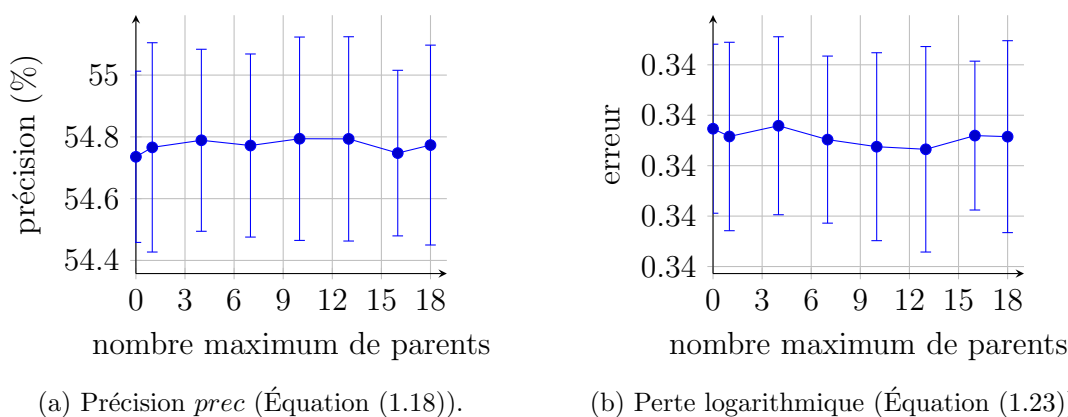 55
54.8
54.6
54.4
précision (%)
0 3 6 9 12 15 18
nombre maximum de parents
(a) Précision prec (Équation (1.18)).
0.34
0.34
0.34
0.34
0.34
erreur
0 3 6 9 12 15 18
nombre maximum de parents
(b) Perte logarithmique (Équation (1.23)